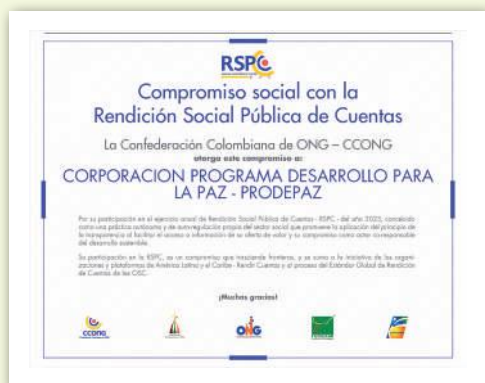 RSPC
Compromiso social con la
Rendición Social Pública de Cuentas
La Confederación Colombiana de ONG – CCONG
otorga este compromiso a:
CORPORACION PROGRAMA DESARROLLO PARA
LA PAZ - PRODEPAZ
Por su participación en el ejercicio anual de Rendición Social Pública de Cuentas - RSPC - del año 2023, concebido
como una práctica autónoma y de autorregulación propia del sector social que promueve la aplicación del principio de
la transparencia al facilitar el acceso a información de su oferta de valor y su compromiso como actor corresponsable
del desarrollo sostenible.
Su participación en la RSPC, es un compromiso que trasciende fronteras, y se suma a la iniciativa de las organi-
zaciones y plataformas de América Latina y el Caribe - Rendir Cuentas y al proceso del Estándar Global de Rendición
de Cuentas de las OSC.
¡Muchas gracias!
ccong
ONG